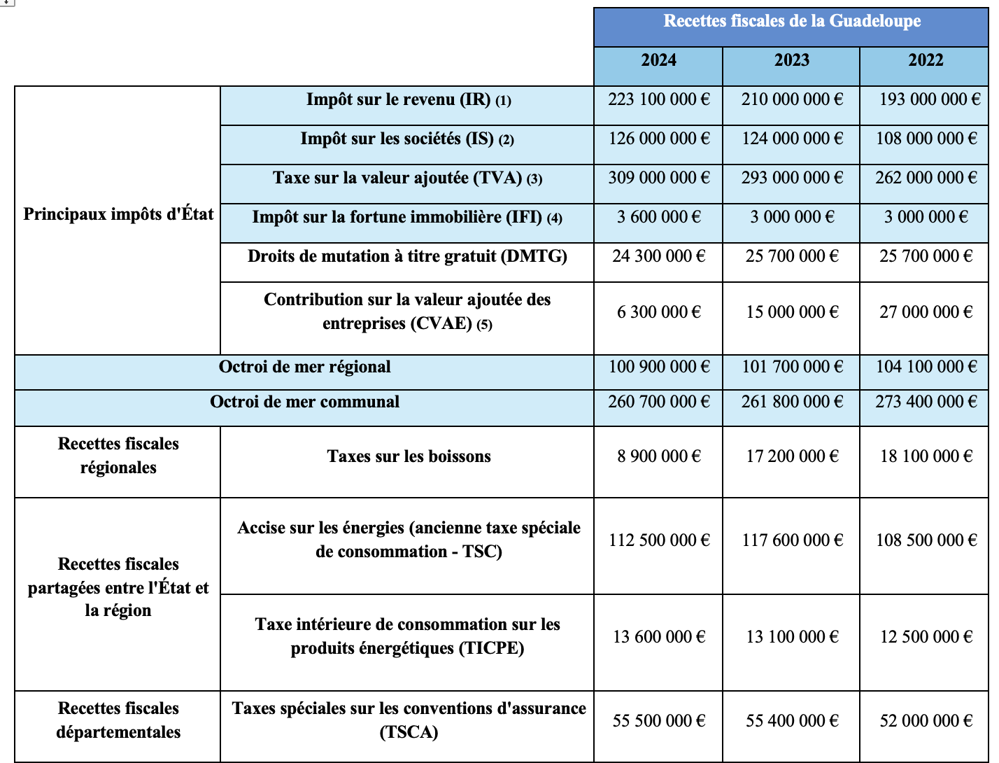 Recettes fiscales de la Guadeloupe
2024 2023 2022
Principaux impôts d'État
Impôt sur le revenu (IR) (1) 223 100 000 € 210 000 000 € 193 000 000 €
Impôt sur les sociétés (IS) (2) 126 000 000 € 124 000 000 € 108 000 000 €
Taxe sur la valeur ajoutée (TVA) (3) 309 000 000 € 293 000 000 € 262 000 000 €
Impôt sur la fortune immobilière (IFI) (4) 3 600 000 € 3 000 000 € 3 000 000 €
Droits de mutation à titre gratuit (DMTG) 24 300 000 € 25 700 000 € 25 700 000 €
Contribution sur la valeur ajoutée des
entreprises (CVAE) (5) 6 300 000 € 15 000 000 € 27 000 000 €
Octroi de mer régional 100 900 000 € 101 700 000 € 104 100 000 €
Octroi de mer communal 260 700 000 € 261 800 000 € 273 400 000 €
Recettes fiscales
régionales
Taxes sur les boissons 8 900 000 € 17 200 000 € 18 100 000 €
Recettes fiscales
partagées entre l'État et
la région
Accise sur les énergies (ancienne taxe spéciale
de consommation - TSC) 112 500 000 € 117 600 000 € 108 500 000 €
Taxe intérieure de consommation sur les
produits énergétiques (TICPE) 13 600 000 € 13 100 000 € 12 500 000 €
Recettes fiscales
départementales
Taxes spéciales sur les conventions d'assurance
(TSCA) 55 500 000 € 55 400 000 € 52 000 000 €